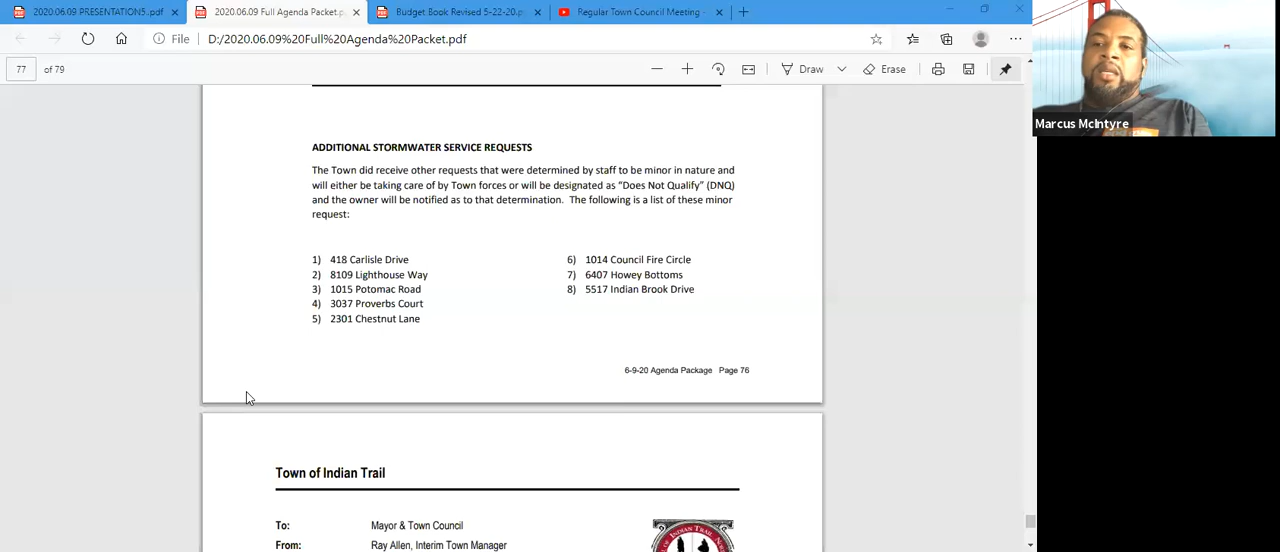 2020.06.09 PRESENTATION5.pdf
2020.06.09 Full Agenda Packet.p
Budget Book Revised 5-22-20.p
Regular Town Council Meeting -
File
D:/2020.06.09%20Full%20Agenda%20Packet.pdf
77 of 79
Draw
Erase
Marcus McIntyre
ADDITIONAL STORMWATER SERVICE REQUESTS
The Town did receive other requests that were determined by staff to be minor in nature and
will either be taking care of by Town forces or will be designated as “Does Not Qualify” (DNQ)
and the owner will be notified as to that determination. The following is a list of these minor
request:
1) 418 Carlisle Drive
2) 8109 Lighthouse Way
3) 1015 Potomac Road
4) 3037 Proverbs Court
5) 2301 Chestnut Lane
6) 1014 Council Fire Circle
7) 6407 Howey Bottoms
8) 5517 Indian Brook Drive
6-9-20 Agenda Package Page 76
Town of Indian Trail
To: Mayor & Town Council
From: Ray Allen, Interim Town Manager